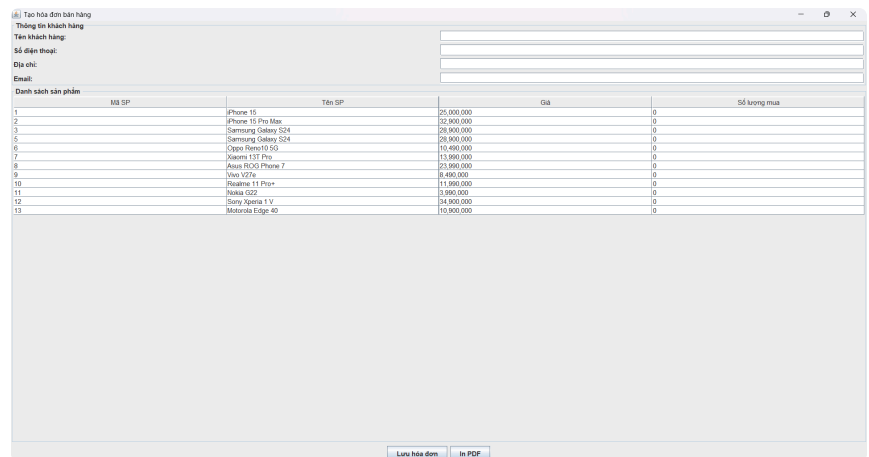 Tạo hóa đơn bán hàng
Thông tin khách hàng
Tên khách hàng:
Số điện thoại:
Địa chỉ:
Email:
Danh sách sản phẩm
Mã SP Tên SP Giá Số lượng mua
1 iPhone 15 25,000,000 0
2 iPhone 15 Pro Max 32,900,000 0
3 Samsung Galaxy S24 28,900,000 0
5 Samsung Galaxy S24 28,900,000 0
6 Oppo Reno10 5G 10,490,000 0
7 Xiaomi 13T Pro 13,990,000 0
8 Asus ROG Phone 7 23,990,000 0
9 Vivo V27e 8,490,000 0
10 Realme 11 Pro+ 11,990,000 0
11 Nokia G22 3,990,000 0
12 Sony Xperia 1 V 34,900,000 0
13 Motorola Edge 40 10,900,000 0
Lưu hóa đơn In PDF